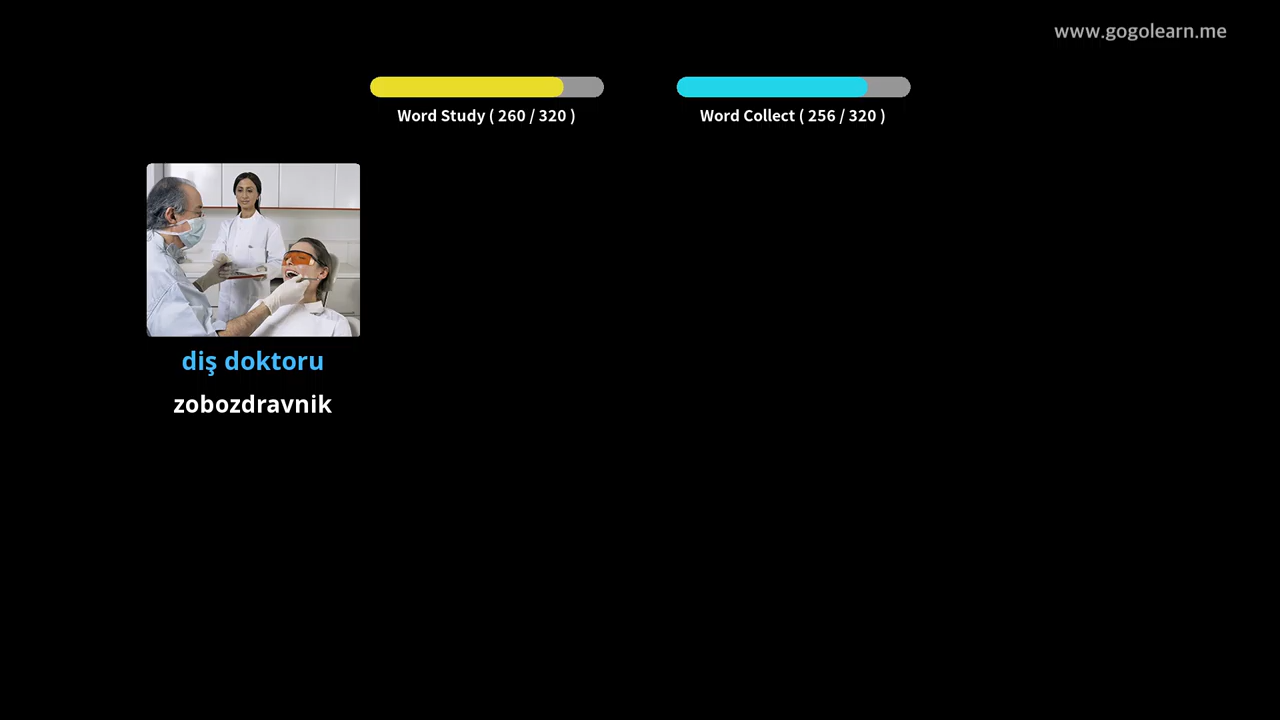 www.gogolearn.me
Word Study ( 260 / 320 )
Word Collect ( 256 / 320 )
diş doktoru
zobozdravnik